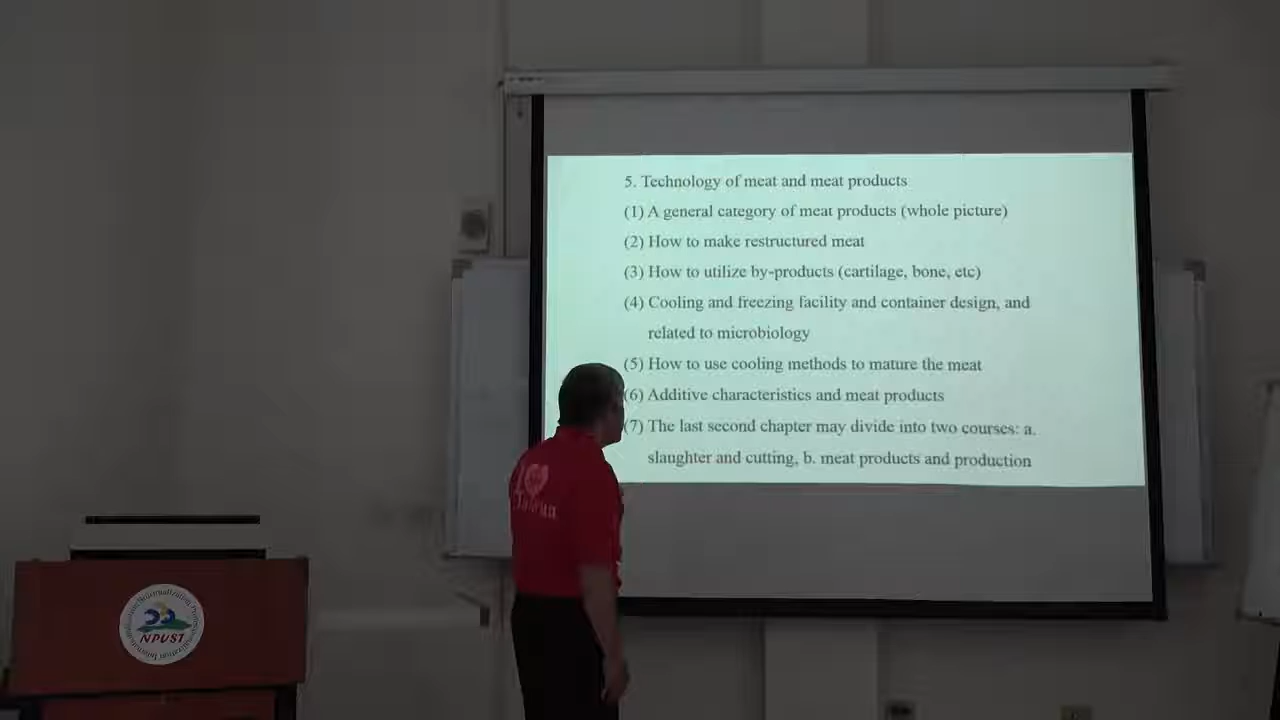 5. Technology of meat and meat products
(1) A general category of meat products (whole picture)
(2) How to make restructured meat
(3) How to utilize by-products (cartilage, bone, etc)
(4) Cooling and freezing facility and container design, and
related to microbiology
(5) How to use cooling methods to mature the meat
(6) Additive characteristics and meat products
(7) The last second chapter may divide into two courses: a.
slaughter and cutting, b. meat products and production
NPUST